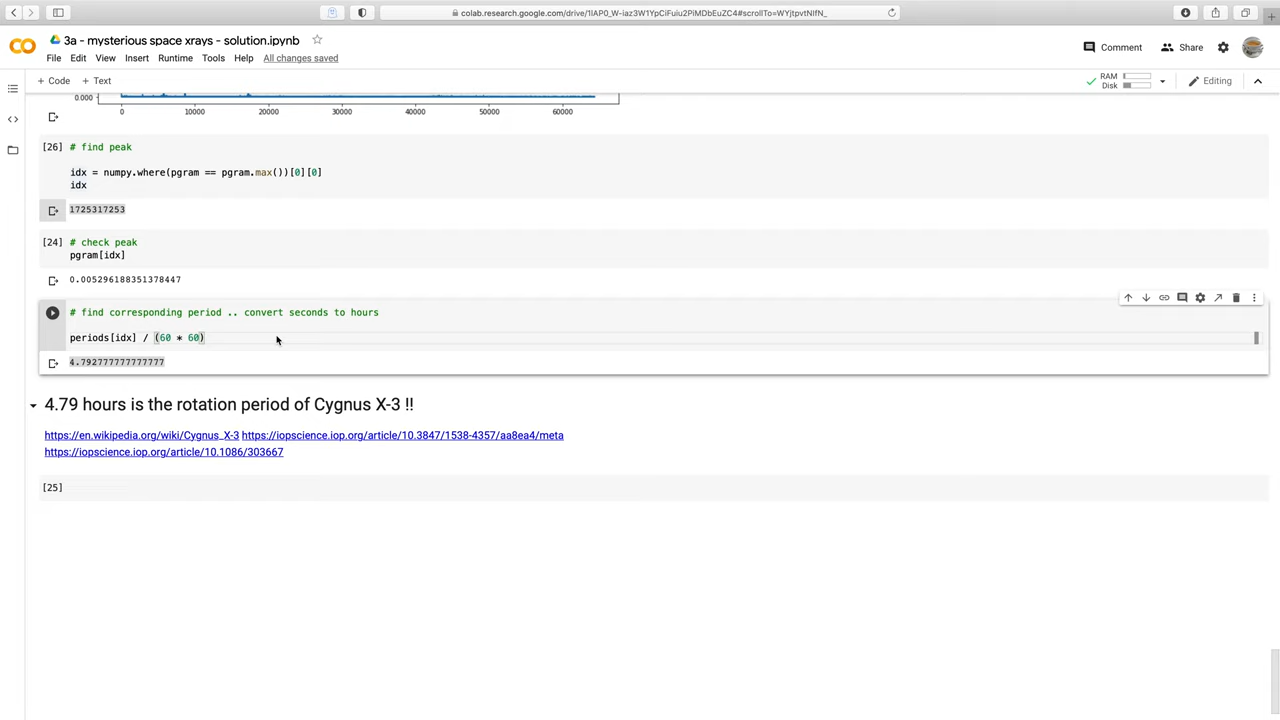 colab.research.google.com/drive/1IAP0_W-iaz3W1YpCiFuiu2PiMDbEuZC4#scrollTo=WYjtpvtNIfN_
3a - mysterious space xrays - solution.ipynb
File Edit View Insert Runtime Tools Help All changes saved
Comment Share
+ Code + Text
RAM
Disk
Editing
0.000
0 10000 20000 30000 40000 50000 60000
[26] # find peak
idx = numpy.where(pgram == pgram.max())[0][0]
idx
1725317253
[24] # check peak
pgram[idx]
0.005296188351378447
# find corresponding period .. convert seconds to hours
periods[idx] / (60 * 60)
4.792777777777777
4.79 hours is the rotation period of Cygnus X-3 !!
https://en.wikipedia.org/wiki/Cygnus_X-3 https://iopscience.iop.org/article/10.3847/1538-4357/aa8ea4/meta
https://iopscience.iop.org/article/10.1086/303667
[25]